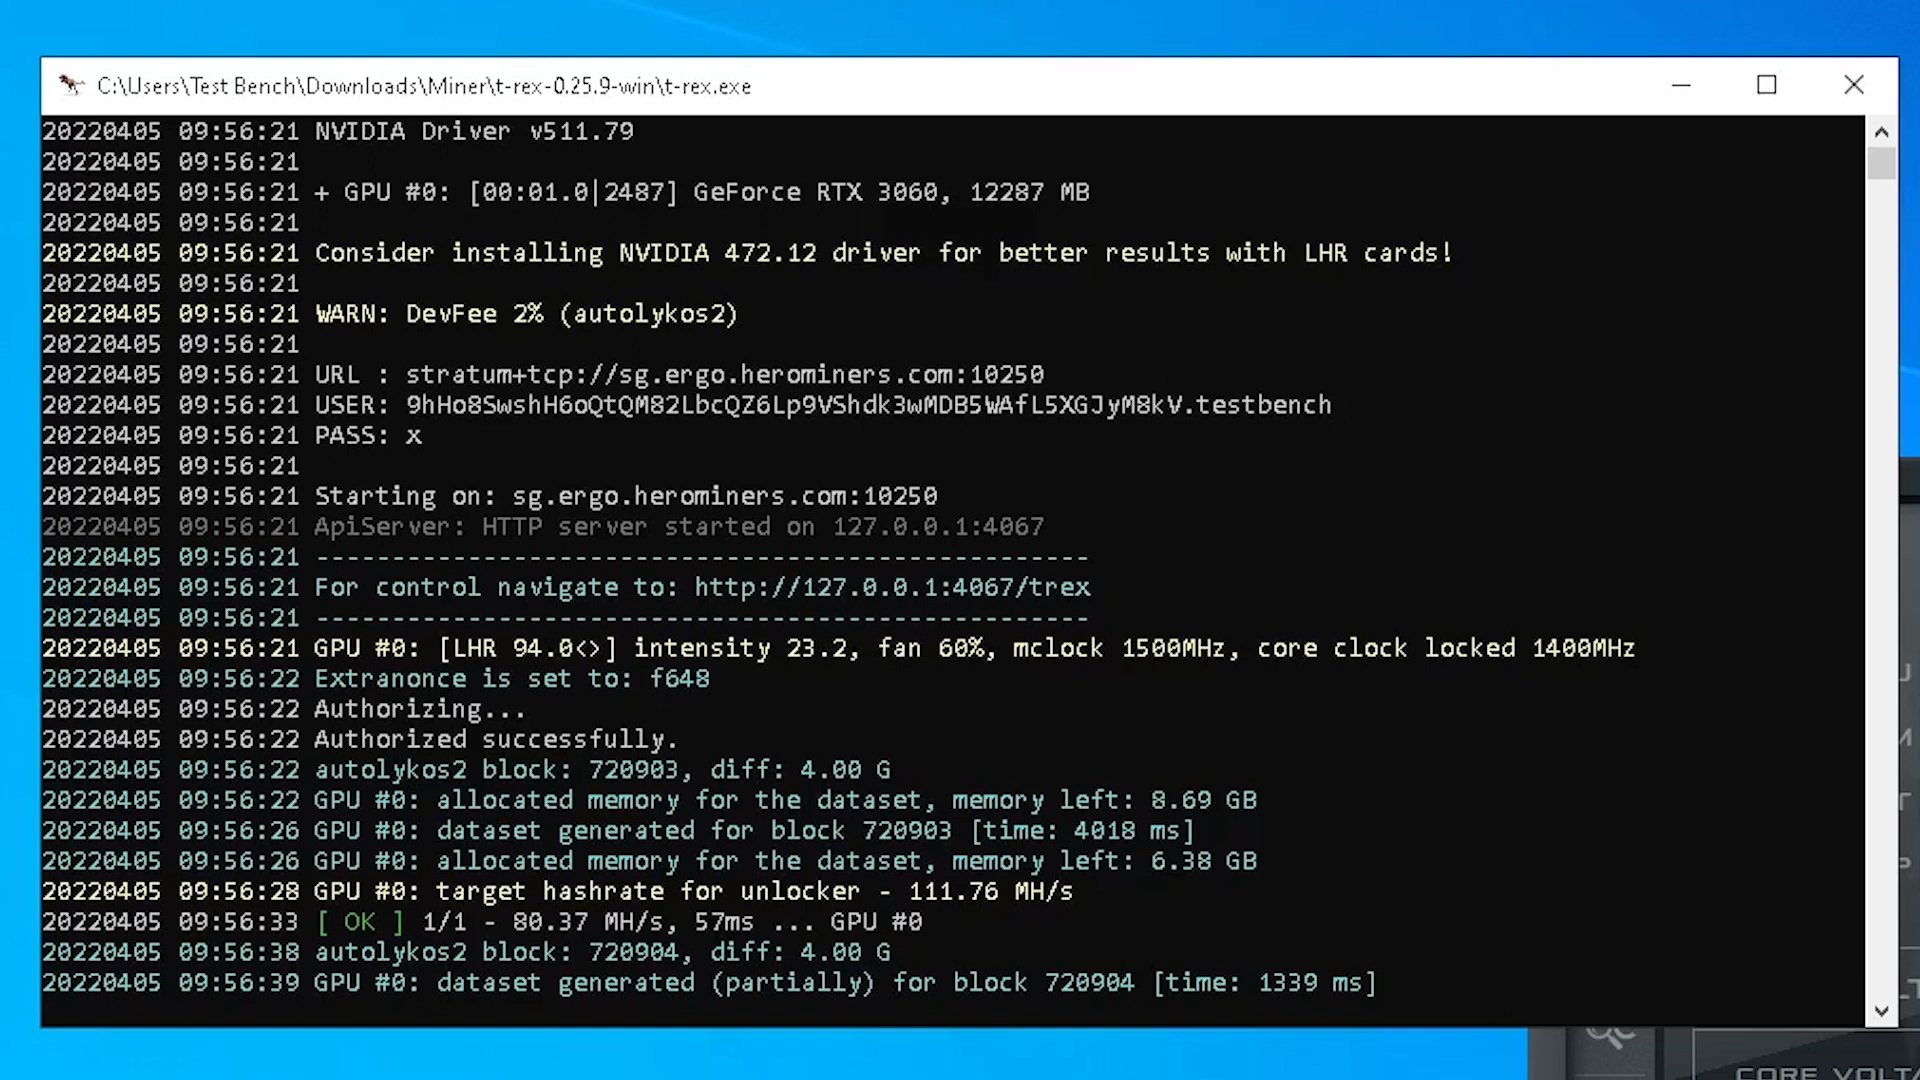 C:\Users\Test Bench\Downloads\Miner\t-rex-0.25.9-win\t-rex.exe
20220405 09:56:21 NVIDIA Driver v511.79
20220405 09:56:21
20220405 09:56:21 + GPU #0: [00:01.0|2487] GeForce RTX 3060, 12287 MB
20220405 09:56:21
20220405 09:56:21 Consider installing NVIDIA 472.12 driver for better results with LHR cards!
20220405 09:56:21
20220405 09:56:21 WARN: DevFee 2% (autolykos2)
20220405 09:56:21
20220405 09:56:21 URL : stratum+tcp://sg.ergo.herominers.com:10250
20220405 09:56:21 USER: 9hHo8SwshH6oQtQM82LbcQZ6Lp9VShdk3wMDB5WAfL5XGJyM8kV.testbench
20220405 09:56:21 PASS: x
20220405 09:56:21
20220405 09:56:21 Starting on: sg.ergo.herominers.com:10250
20220405 09:56:21 ApiServer: HTTP server started on 127.0.0.1:4067
20220405 09:56:21 ---------------------------------------------------
20220405 09:56:21 For control navigate to: http://127.0.0.1:4067/trex
20220405 09:56:21 ---------------------------------------------------
20220405 09:56:21 GPU #0: [LHR 94.0<>] intensity 23.2, fan 60%, mclock 1500MHz, core clock locked 1400MHz
20220405 09:56:22 Extranonce is set to: f648
20220405 09:56:22 Authorizing...
20220405 09:56:22 Authorized successfully.
20220405 09:56:22 autolykos2 block: 720903, diff: 4.00 G
20220405 09:56:22 GPU #0: allocated memory for the dataset, memory left: 8.69 GB
20220405 09:56:26 GPU #0: dataset generated for block 720903 [time: 4018 ms]
20220405 09:56:26 GPU #0: allocated memory for the dataset, memory left: 6.38 GB
20220405 09:56:28 GPU #0: target hashrate for unlocker - 111.76 MH/s
20220405 09:56:33 [ OK ] 1/1 - 80.37 MH/s, 57ms ... GPU #0
20220405 09:56:38 autolykos2 block: 720904, diff: 4.00 G
20220405 09:56:39 GPU #0: dataset generated (partially) for block 720904 [time: 1339 ms]
CORE